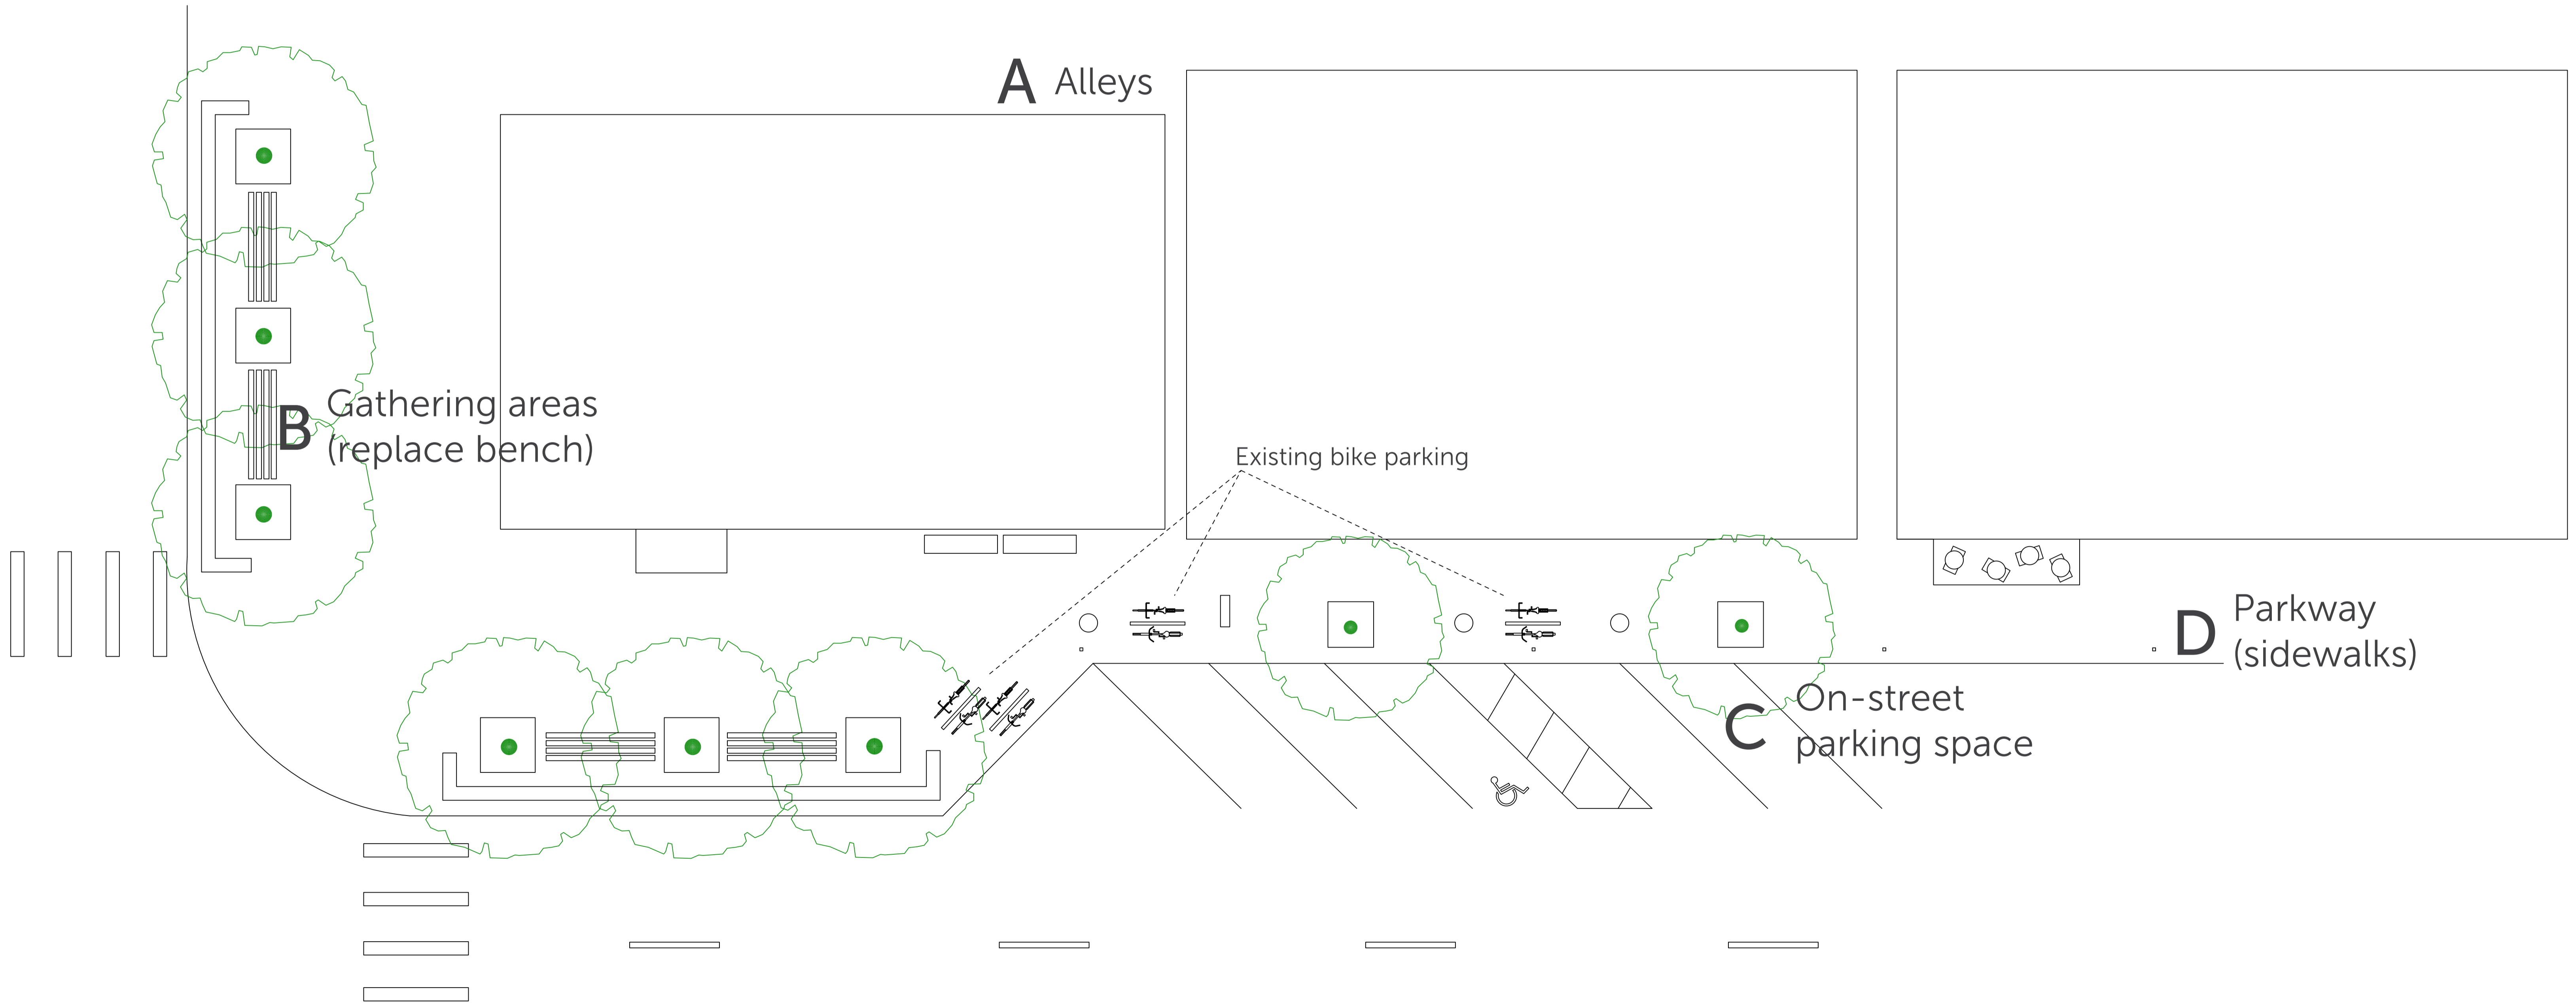 A Alleys
B Gathering areas
(replace bench)
Existing bike parking
D Parkway
(sidewalks)
C On-street
parking space